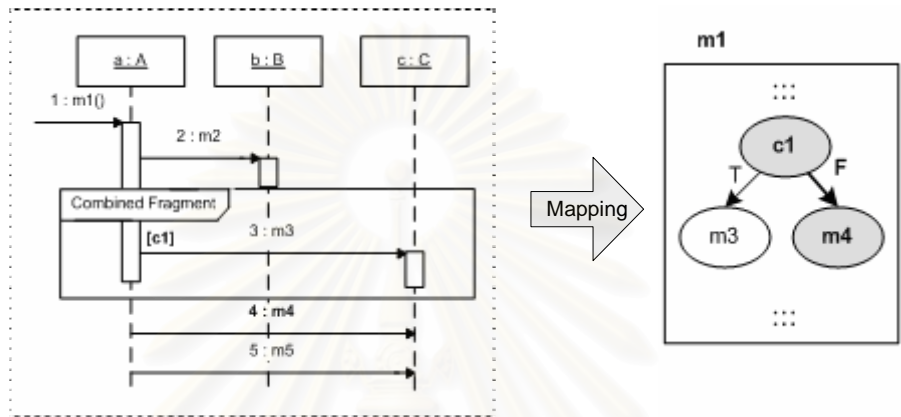 a : A
b : B
c : C
1 : m1()
2 : m2
Combined Fragment
[c1]
3 : m3
4 : m4
5 : m5
Mapping
m1
:::
c1
T
F
m3
m4
:::